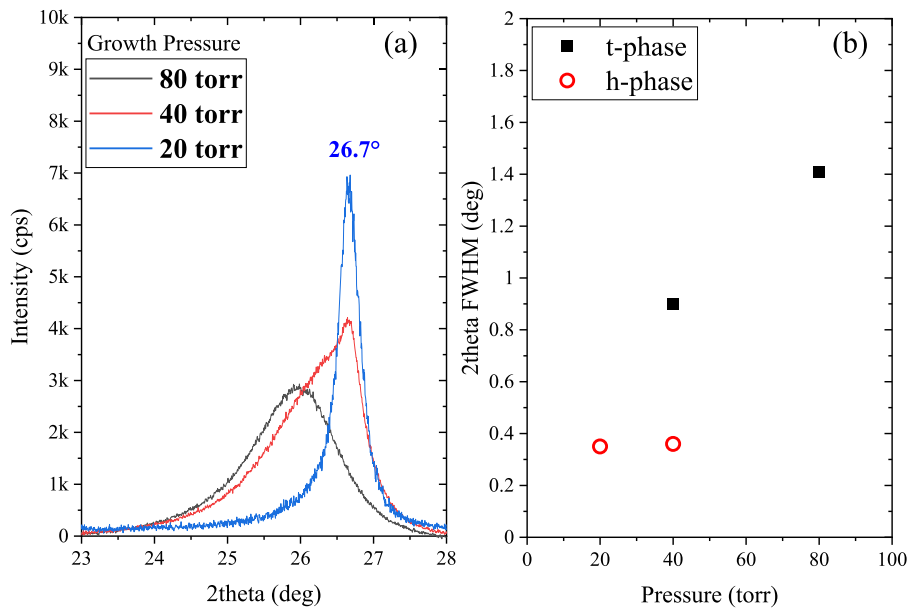 (a)
Growth Pressure
80 torr
40 torr
20 torr
26.7°
10k
9k
8k
7k
6k
5k
4k
3k
2k
1k
0
Intensity (cps)
23 24 25 26 27 28
2theta (deg)
(b)
t-phase
h-phase
2
1.8
1.6
1.4
1.2
1
0.8
0.6
0.4
0.2
0
2theta FWHM (deg)
0 20 40 60 80 100
Pressure (torr)